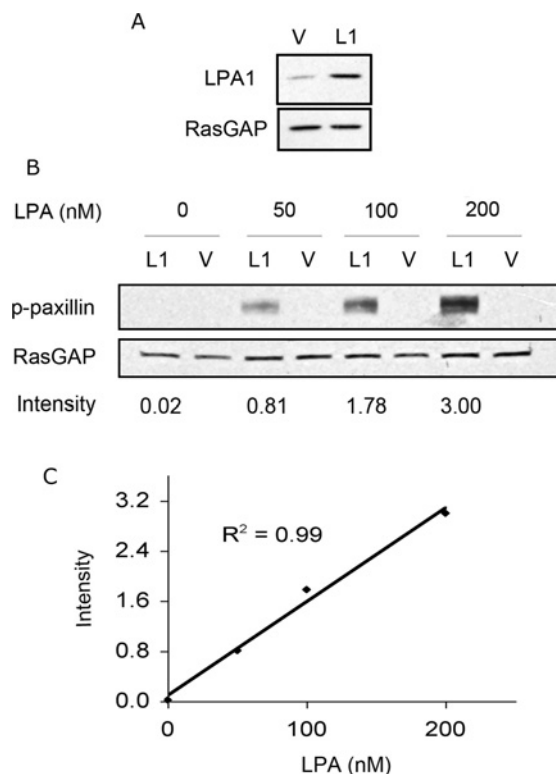 A
V L1
LPA1
RasGAP
B
LPA (nM) 0 50 100 200
L1 V L1 V L1 V L1 V
p-paxillin
RasGAP
Intensity 0.02 0.81 1.78 3.00
C
3.2
R² = 0.99
2.4
1.6
0.8
0.0
Intensity
0 100 200
LPA (nM)